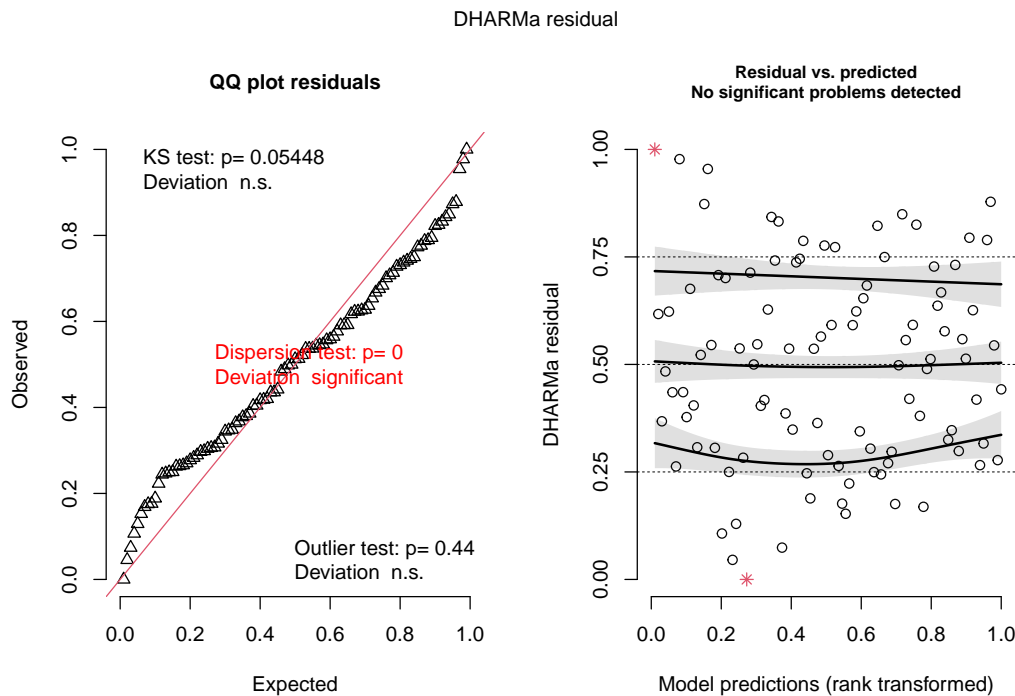 DHARMa residual
QQ plot residuals
KS test: p= 0.05448
Deviation  n.s.
Dispersion test: p= 0
Deviation  significant
Outlier test: p= 0.44
Deviation  n.s.
Observed
0.0 0.2 0.4 0.6 0.8 1.0
0.0 0.2 0.4 0.6 0.8 1.0
Expected
Residual vs. predicted
No significant problems detected
DHARMa residual
0.00 0.25 0.50 0.75 1.00
0.0 0.2 0.4 0.6 0.8 1.0
Model predictions (rank transformed)